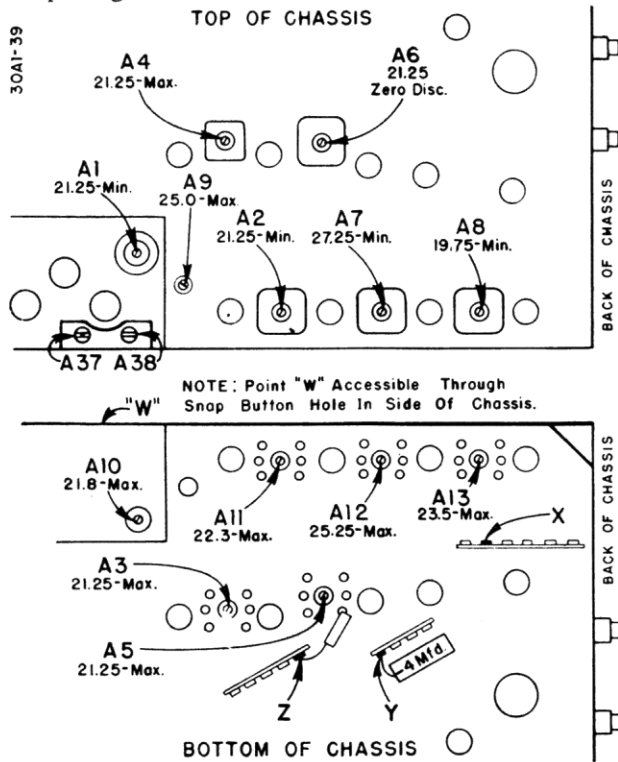 TOP OF CHASSIS
30A1-39
A4
21.25-Max.
A6
21.25
Zero Disc.
A1
21.25-Min.
A9
25.0-Max.
A2
21.25-Min.
A7
27.25-Min.
A8
19.75-Min.
A37 A38
BACK OF CHASSIS
NOTE: Point "W" Accessible Through
Snap Button Hole In Side Of Chassis.
"W"
A10
21.8-Max.
A11
22.3-Max.
A12
25.25-Max.
A13
23.5-Max.
X
BACK OF CHASSIS
A3
21.25-Max.
A5
21.25-Max.
Z
Y
4 Mfd.
BOTTOM OF CHASSIS